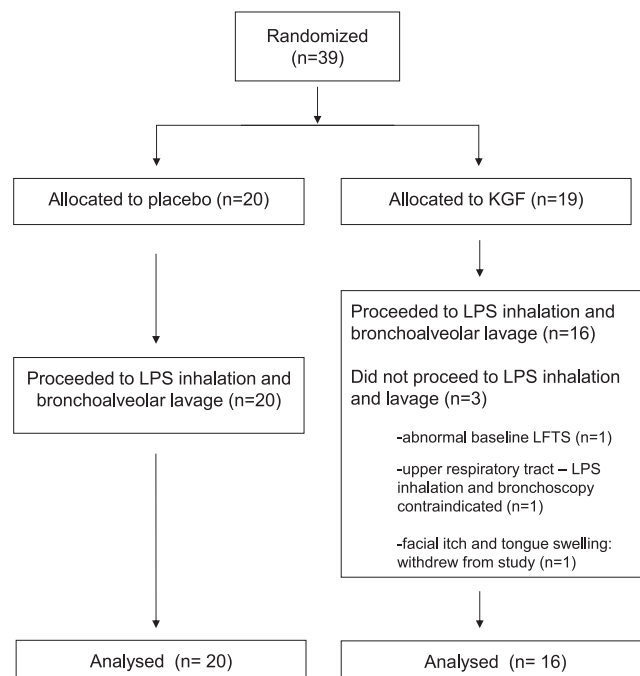 Randomized
(n=39)
Allocated to placebo (n=20)
Allocated to KGF (n=19)
Proceeded to LPS inhalation and
bronchoalveolar lavage (n=20)
Proceeded to LPS inhalation and
bronchoalveolar lavage (n=16)
Did not proceed to LPS inhalation
and lavage (n=3)
-abnormal baseline LFTS (n=1)
-upper respiratory tract – LPS
inhalation and bronchoscopy
contraindicated (n=1)
-facial itch and tongue swelling:
withdrew from study (n=1)
Analysed (n= 20)
Analysed (n= 16)